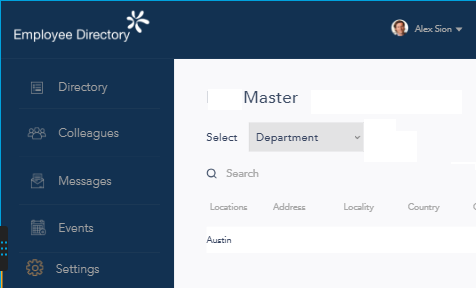 Employee Directory
Alex Sion
Directory
Colleagues
Messages
Events
Settings
Master
Select Department
Search
Locations Address Locality Country
Austin